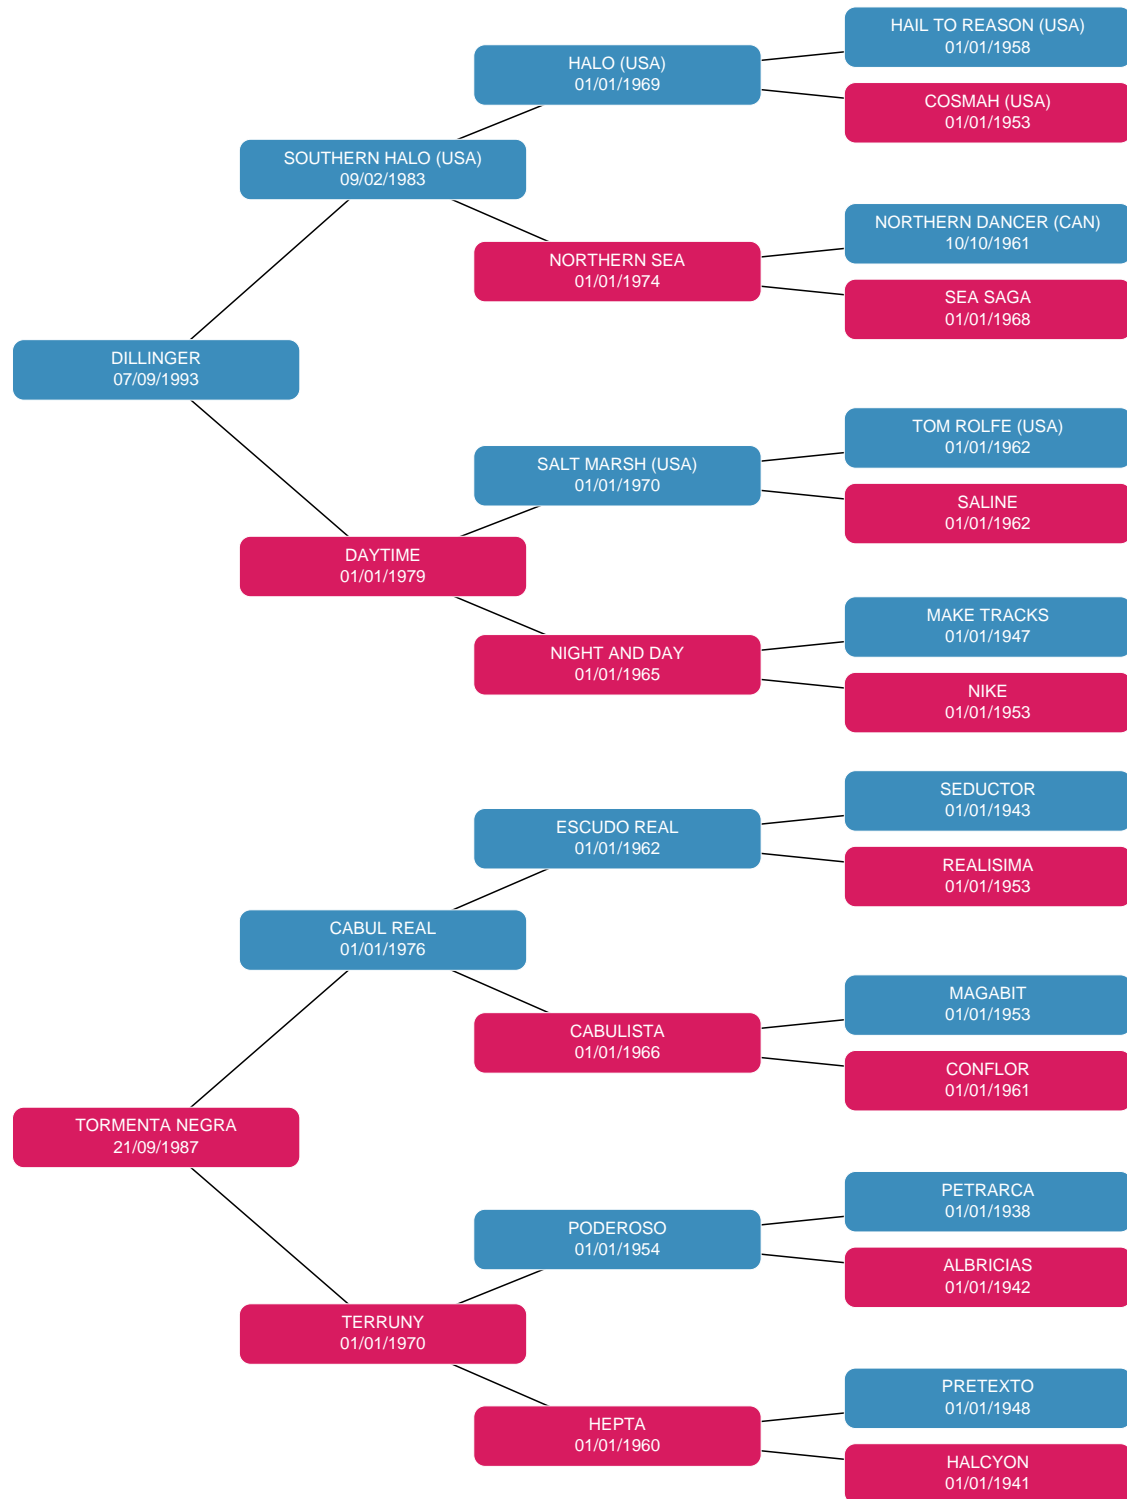 HAIL TO REASON (USA)
01/01/1958
HALO (USA)
01/01/1969
COSMAH (USA)
01/01/1953
SOUTHERN HALO (USA)
09/02/1983
NORTHERN DANCER (CAN)
10/10/1961
NORTHERN SEA
01/01/1974
SEA SAGA
01/01/1968
DILLINGER
07/09/1993
TOM ROLFE (USA)
01/01/1962
SALT MARSH (USA)
01/01/1970
SALINE
01/01/1962
DAYTIME
01/01/1979
MAKE TRACKS
01/01/1947
NIGHT AND DAY
01/01/1965
NIKE
01/01/1953
SEDUCTOR
01/01/1943
ESCUDO REAL
01/01/1962
REALISIMA
01/01/1953
CABUL REAL
01/01/1976
MAGABIT
01/01/1953
CABULISTA
01/01/1966
CONFLOR
01/01/1961
TORMENTA NEGRA
21/09/1987
PETRARCA
01/01/1938
PODEROSO
01/01/1954
ALBRICIAS
01/01/1942
TERRUNY
01/01/1970
PRETEXTO
01/01/1948
HEPTA
01/01/1960
HALCYON
01/01/1941